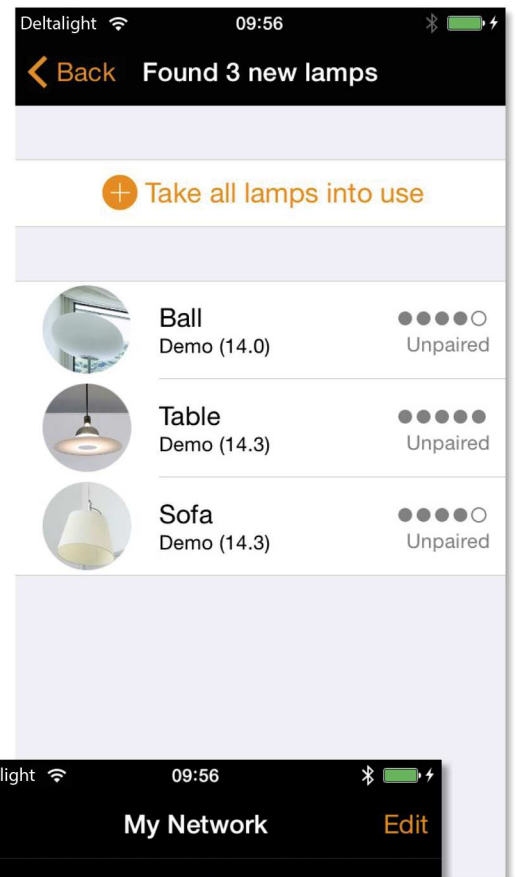 Deltalight 09:56
Back Found 3 new lamps
Take all lamps into use
Ball
Demo (14.0)
Unpaired
Table
Demo (14.3)
Unpaired
Sofa
Demo (14.3)
Unpaired
light 09:56
My Network Edit